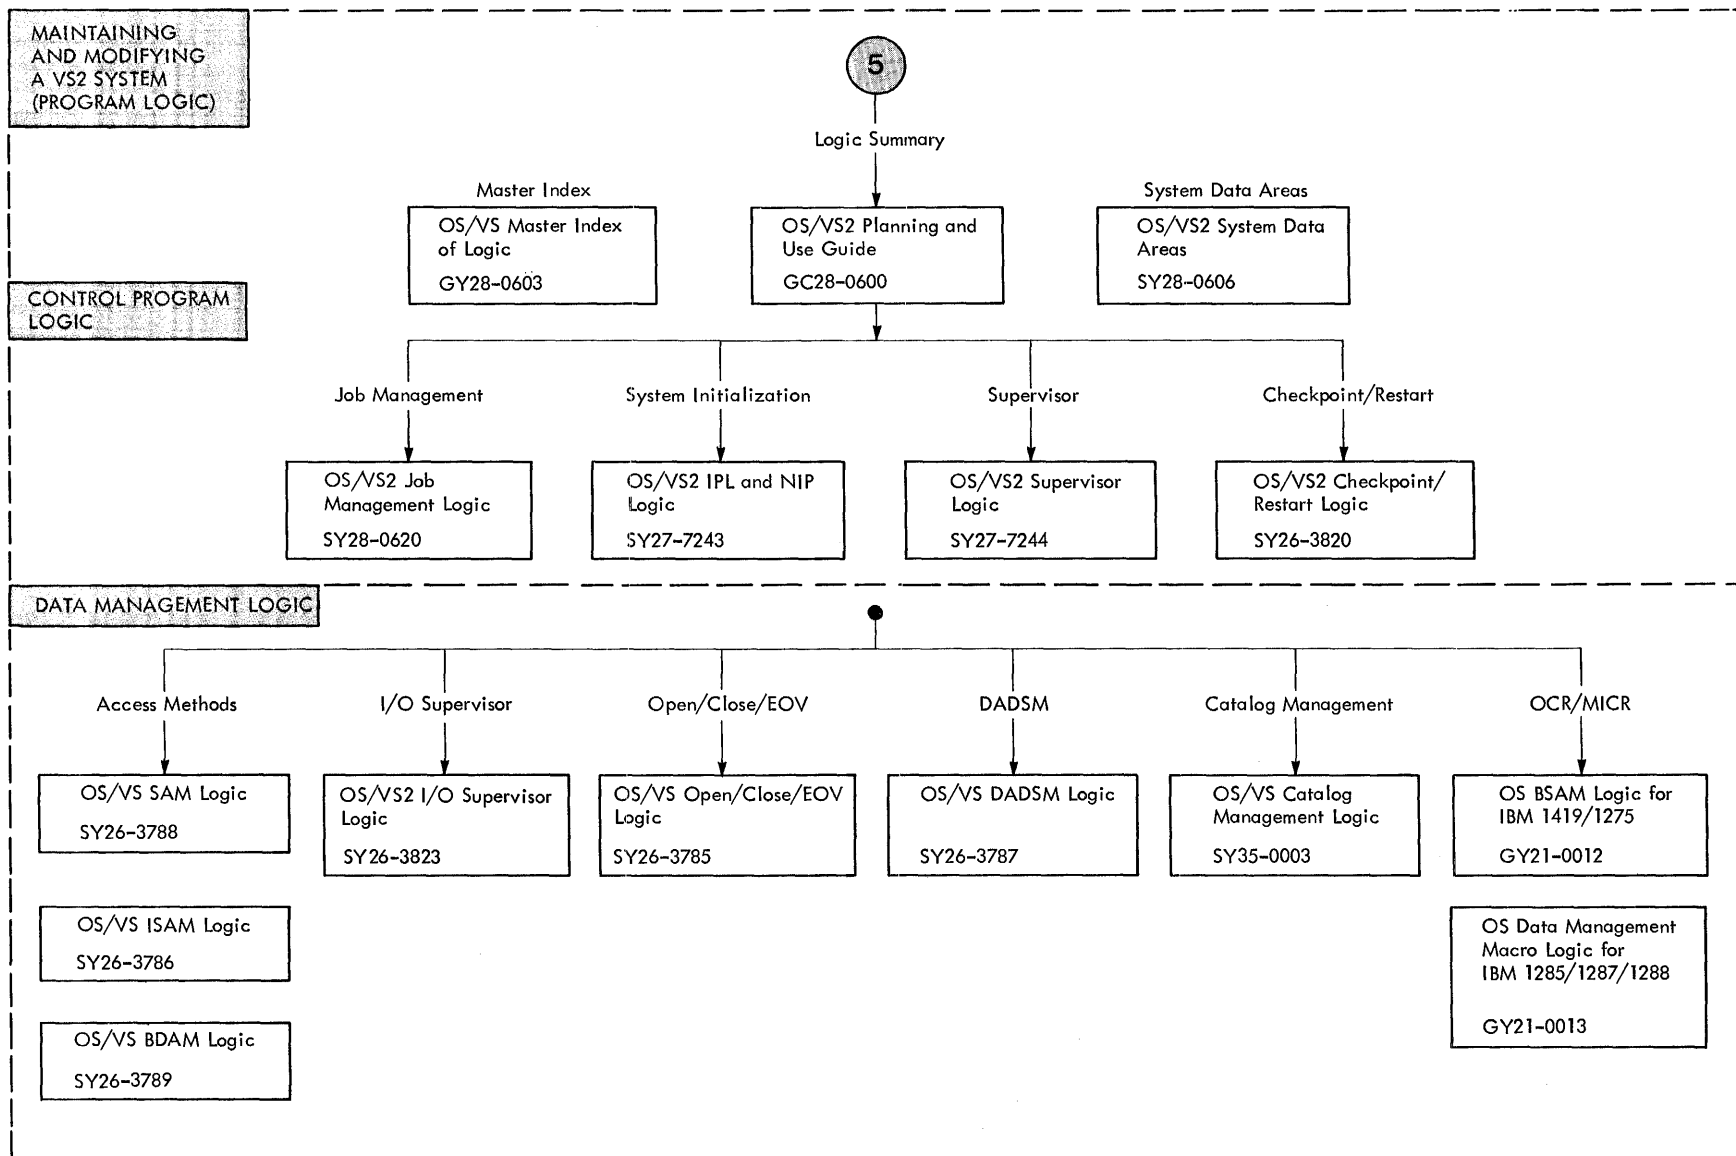 MAINTAINING
AND MODIFYING
A VS2 SYSTEM
(PROGRAM LOGIC)
5
Logic Summary
Master Index
OS/VS Master Index
of Logic
GY28-0603
OS/VS2 Planning and
Use Guide
GC28-0600
System Data Areas
OS/VS2 System Data
Areas
SY28-0606
CONTROL PROGRAM
LOGIC
Job Management
OS/VS2 Job
Management Logic
SY28-0620
System Initialization
OS/VS2 IPL and NIP
Logic
SY27-7243
Supervisor
OS/VS2 Supervisor
Logic
SY27-7244
Checkpoint/Restart
OS/VS2 Checkpoint/
Restart Logic
SY26-3820
DATA MANAGEMENT LOGIC
Access Methods
OS/VS SAM Logic
SY26-3788
OS/VS ISAM Logic
SY26-3786
OS/VS BDAM Logic
SY26-3789
I/O Supervisor
OS/VS2 I/O Supervisor
Logic
SY26-3823
Open/Close/EOV
OS/VS Open/Close/EOV
Logic
SY26-3785
DADSM
OS/VS DADSM Logic
SY26-3787
Catalog Management
OS/VS Catalog
Management Logic
SY35-0003
OCR/MICR
OS BSAM Logic for
IBM 1419/1275
GY21-0012
OS Data Management
Macro Logic for
IBM 1285/1287/1288
GY21-0013